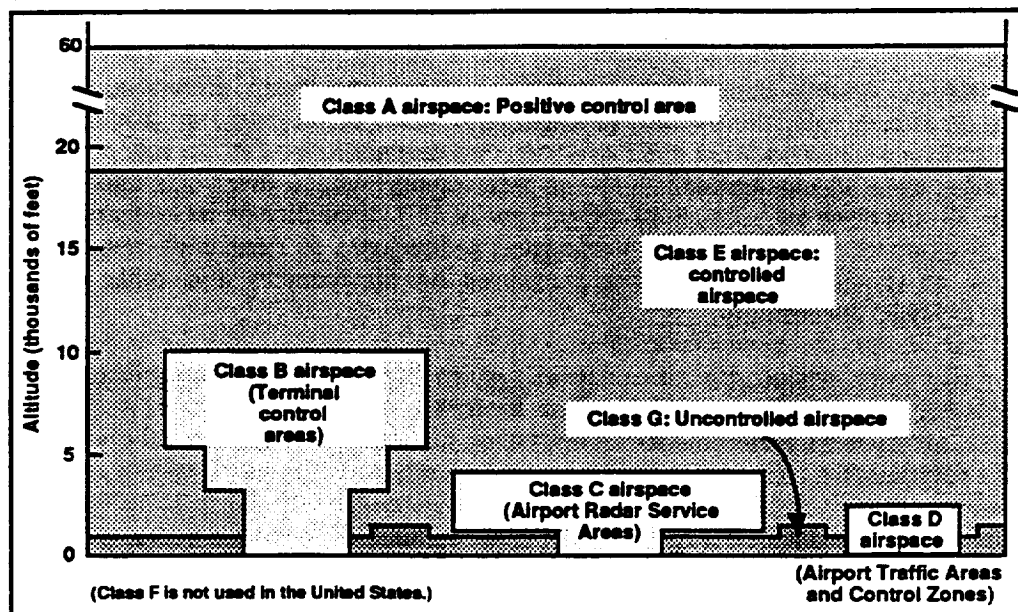 60
Class A airspace: Positive control area
20
Altitude (thousands of feet)
15
Class E airspace:
controlled
airspace
10
Class B airspace
(Terminal
control
areas)
Class G: Uncontrolled airspace
5
Class C airspace
(Airport Radar Service
Areas)
Class D
airspace
0
(Airport Traffic Areas
and Control Zones)
(Class F is not used in the United States.)